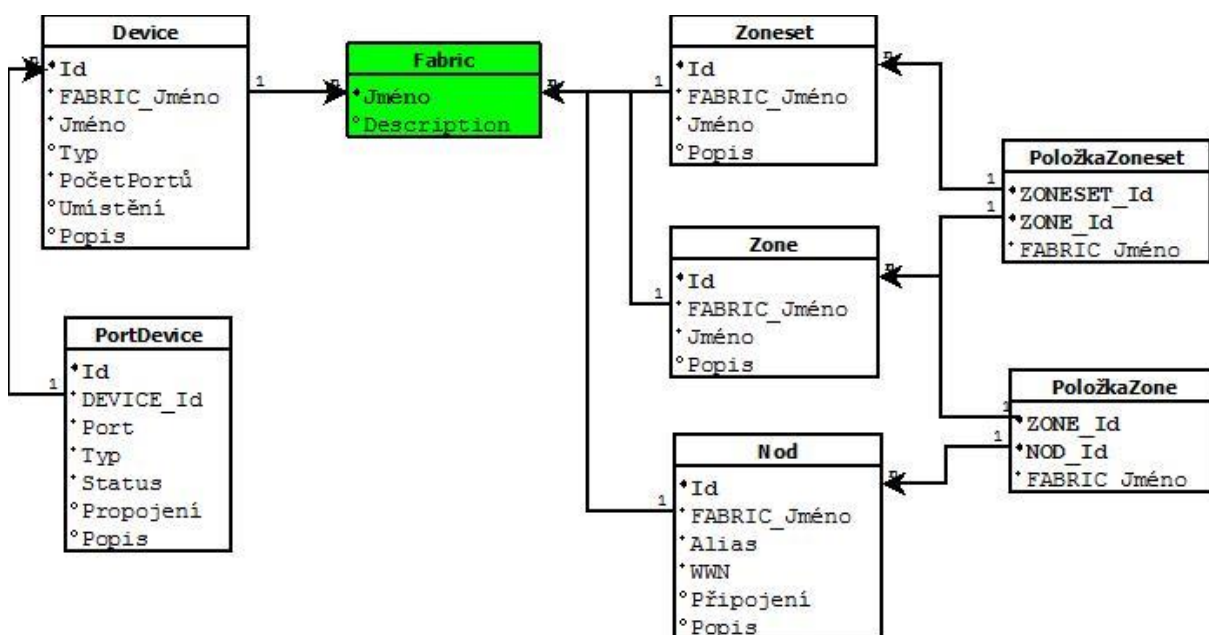 Device
Id
FABRIC_Jméno
Jméno
Typ
PočetPortů
Umístění
Popis
1
n
Fabric
Jméno
Description
n
n
Zoneset
Id
FABRIC_Jméno
Jméno
Popis
1
n
PoložkaZoneset
ZONESET_Id
ZONE_Id
FABRIC_Jméno
1
1
Zone
Id
FABRIC_Jméno
Jméno
Popis
1
n
PortDevice
Id
DEVICE_Id
Port
Typ
Status
Propojení
Popis
1
PoložkaZone
ZONE_Id
NOD_Id
FABRIC_Jméno
1
1
Nod
Id
FABRIC_Jméno
Alias
WWN
Připojení
Popis
1
n